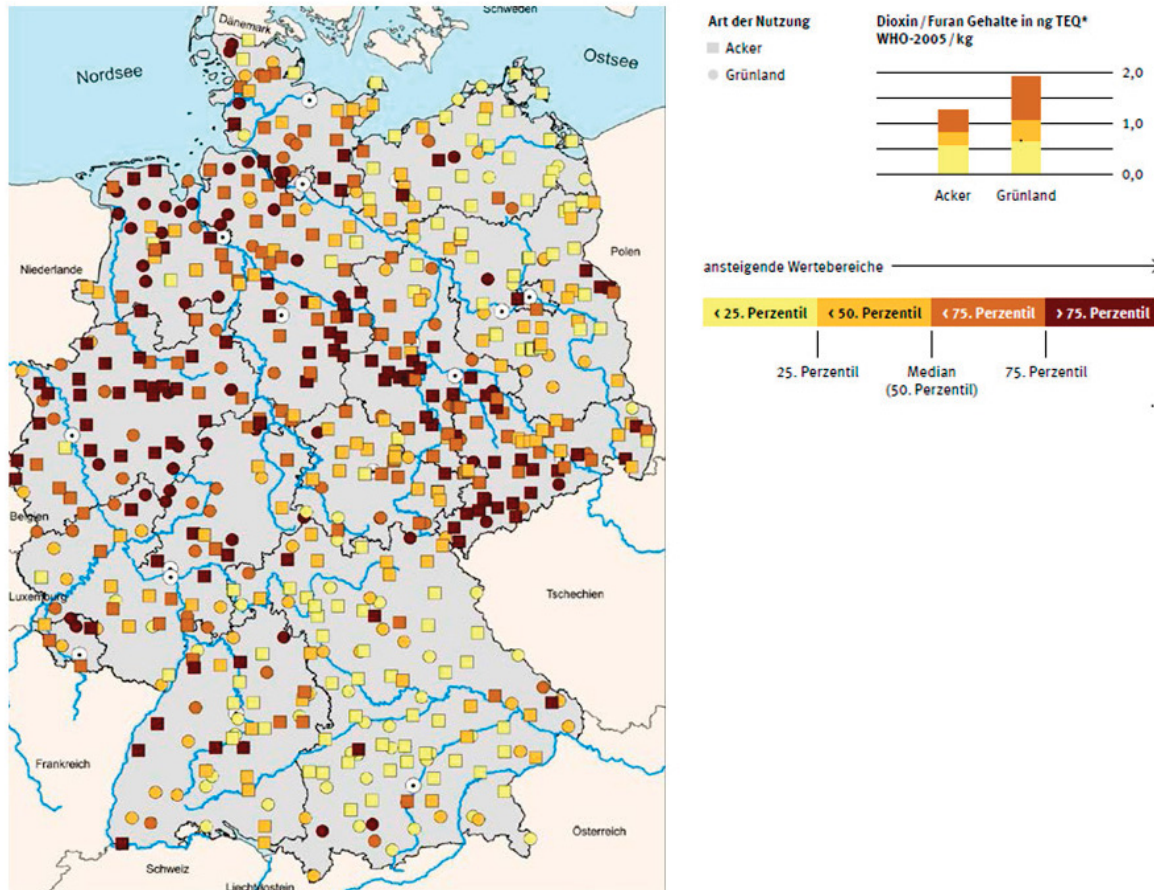 Schweden
Dänemark
Nordsee
Ostsee
Niederlande
Polen
Belgien
Luxemburg
Tschechien
Frankreich
Österreich
Schweiz
Liechtenstein
Art der Nutzung
Acker
Grünland
Dioxin / Furan Gehalte in ng TEQ*
WHO-2005 / kg
2,0
1,0
0,0
Acker Grünland
ansteigende Wertebereiche
< 25. Perzentil < 50. Perzentil < 75. Perzentil > 75. Perzentil
25. Perzentil Median 75. Perzentil
(50. Perzentil)